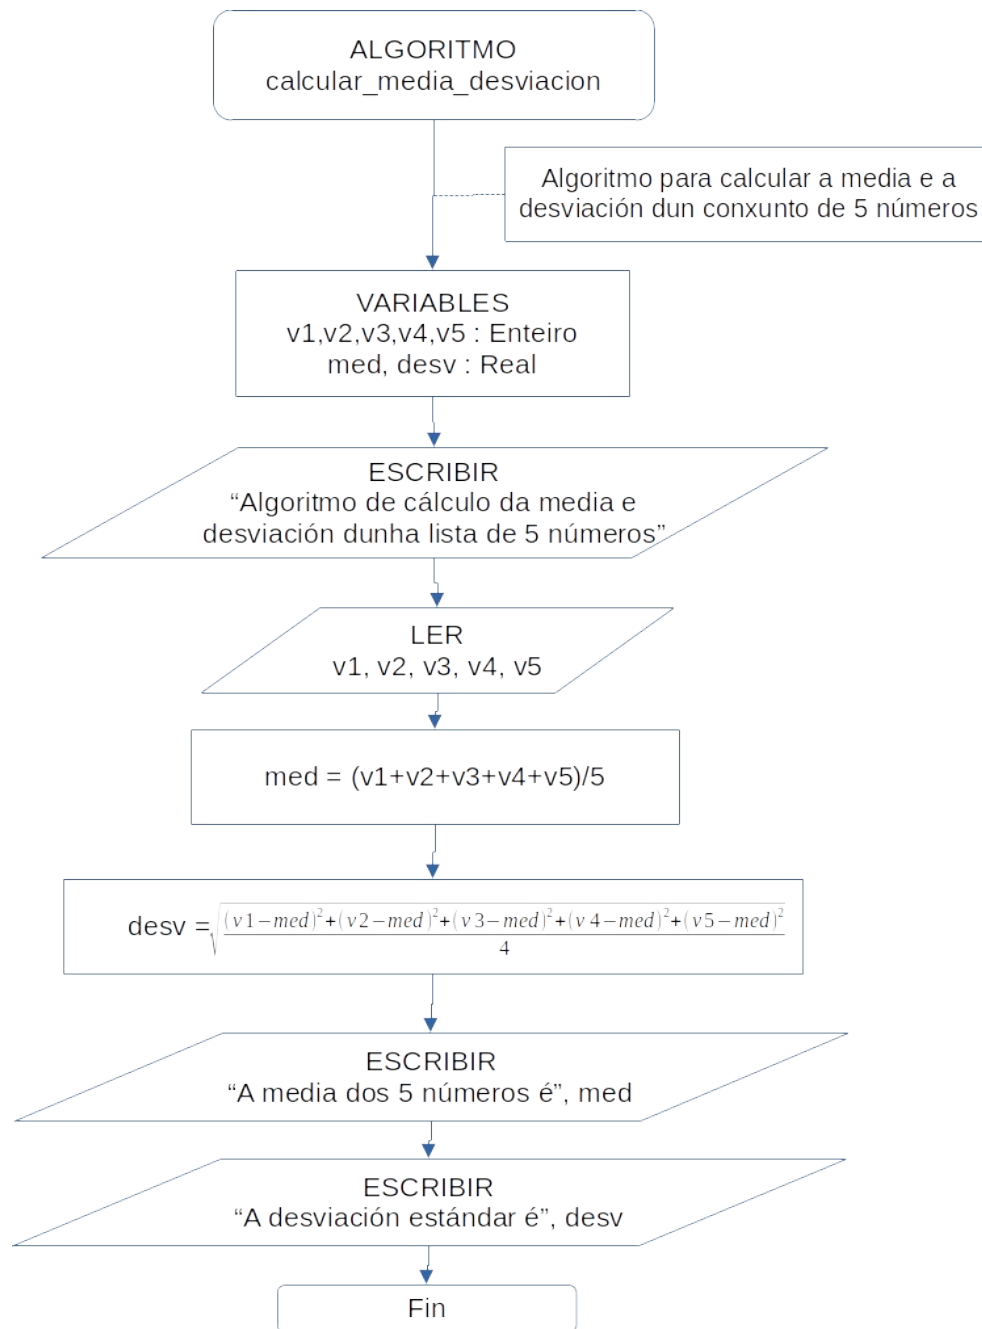 ALGORITMO
calcular_media_desviacion
Algoritmo para calcular a media e a
desviación dun conxunto de 5 números
VARIABLES
v1,v2,v3,v4,v5 : Enteiro
med, desv : Real
ESCRIBIR
“Algoritmo de cálculo da media e
desviación dunha lista de 5 números”
LER
v1, v2, v3, v4, v5
med = (v1+v2+v3+v4+v5)/5
desv =√((v1−med)²+(v2−med)²+(v3−med)²+(v4−med)²+(v5−med)²
4
ESCRIBIR
“A media dos 5 números é”, med
ESCRIBIR
“A desviación estándar é”, desv
Fin